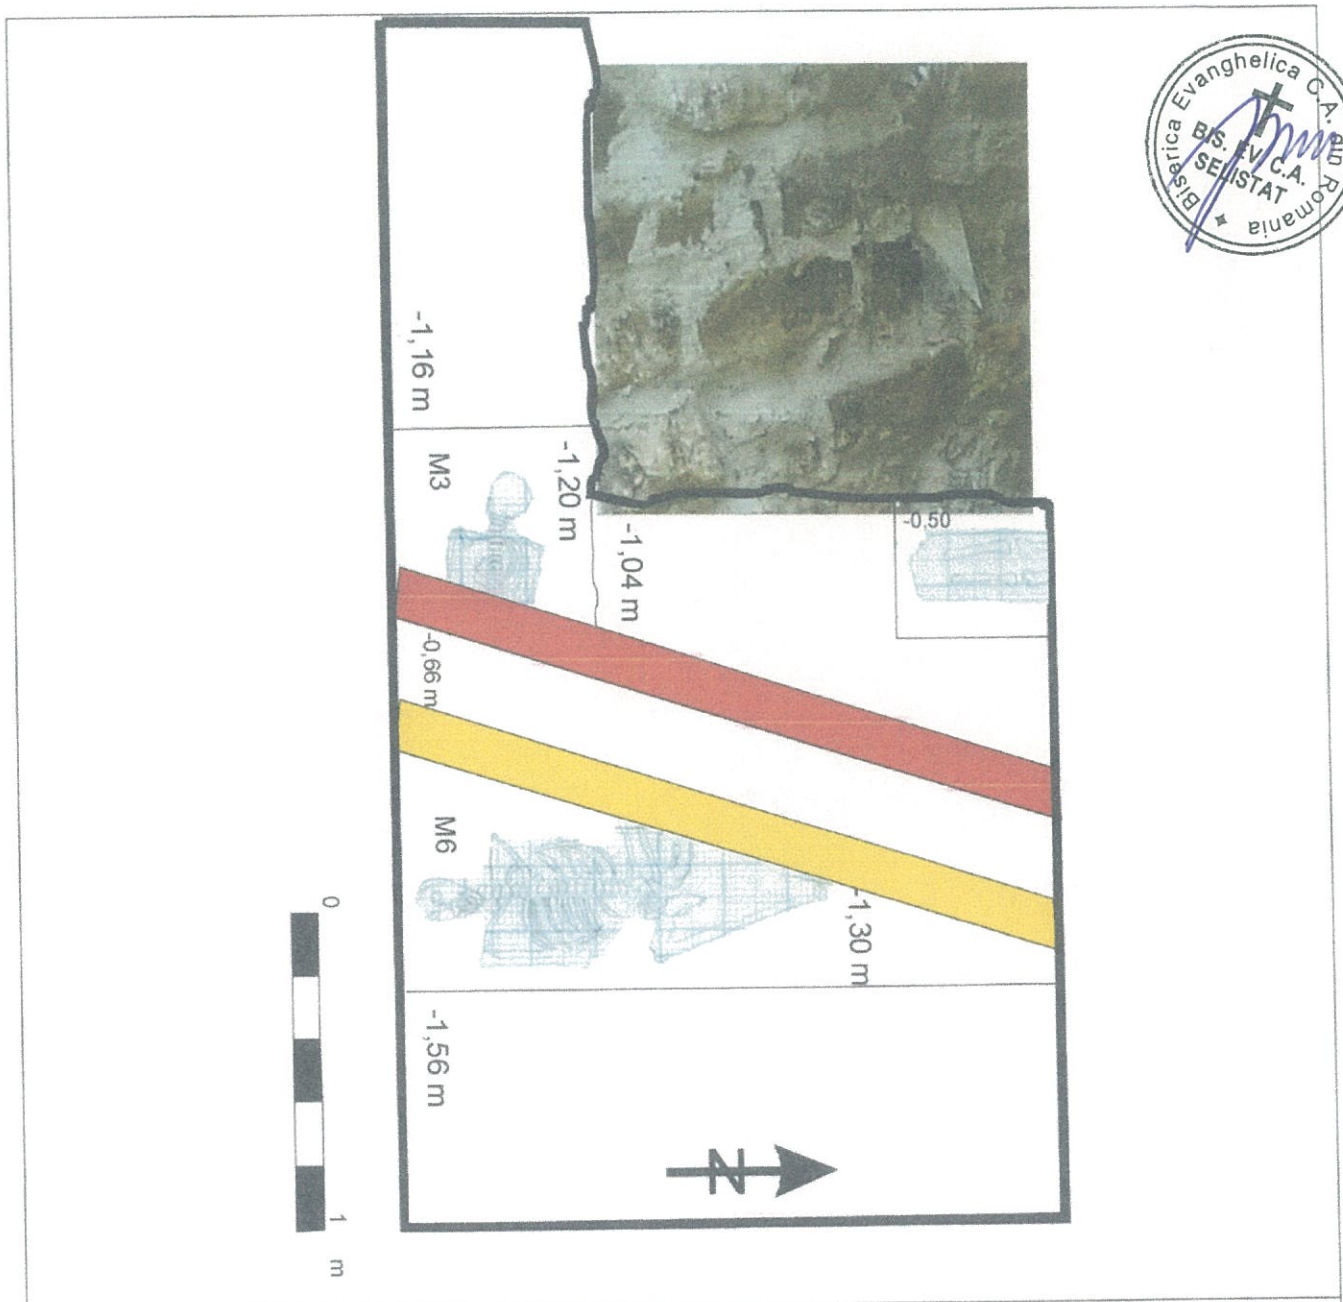 Biserica Evanghelica C.A. din Romania
BIS. EV. C.A.
SELISTAT
-1,16 m
M3
-1,20 m
-1,04 m
-0,50
-0,66 m
M6
-1,30 m
-1,56 m
N
0
1
m